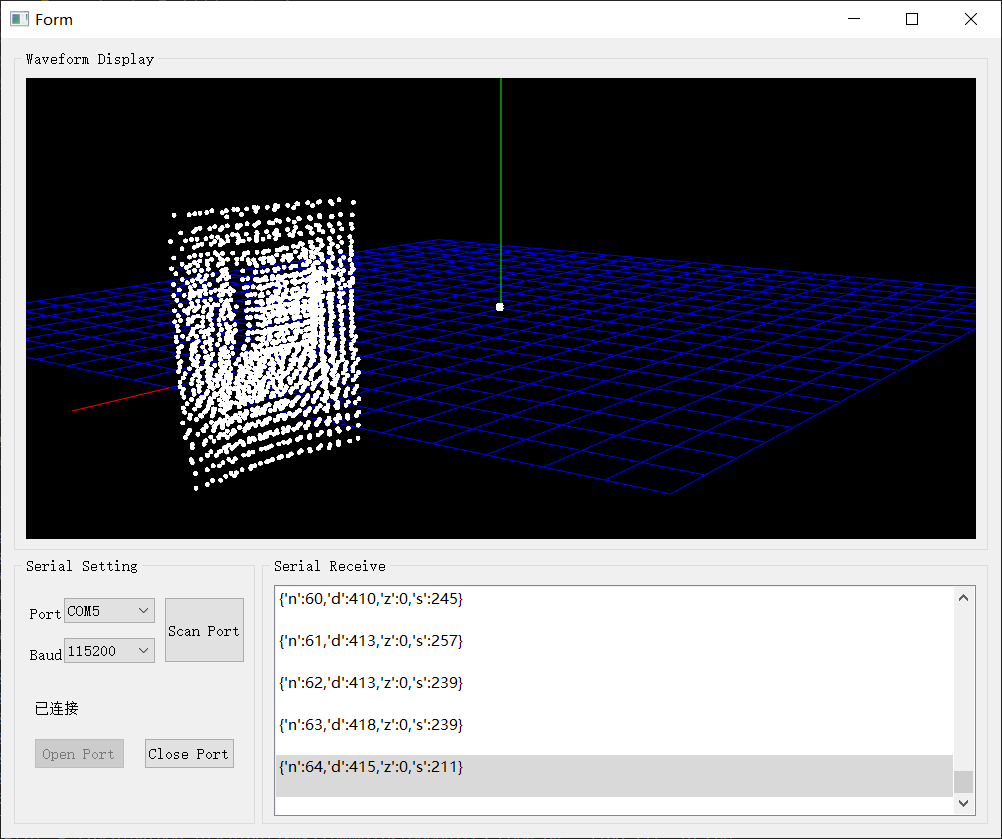 Form
Waveform Display
Serial Setting
Port COM5
Scan Port
Baud 115200
已连接
Open Port Close Port
Serial Receive
{'n':60,'d':410,'z':0,'s':245}
{'n':61,'d':413,'z':0,'s':257}
{'n':62,'d':413,'z':0,'s':239}
{'n':63,'d':418,'z':0,'s':239}
{'n':64,'d':415,'z':0,'s':211}